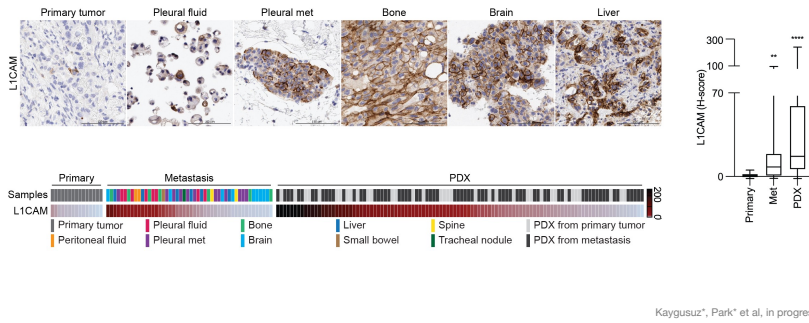 Primary tumor Pleural fluid Pleural met Bone Brain Liver
L1CAM
300
100
70
0
L1CAM (H-score)
**
****
Primary
Met
PDX
Primary Metastasis PDX
Samples
L1CAM
200
0
Primary tumor Pleural fluid Bone Liver Spine PDX from primary tumor
Peritoneal fluid Pleural met Brain Small bowel Tracheal nodule PDX from metastasis
Kaygusuz*, Park* et al, in progre